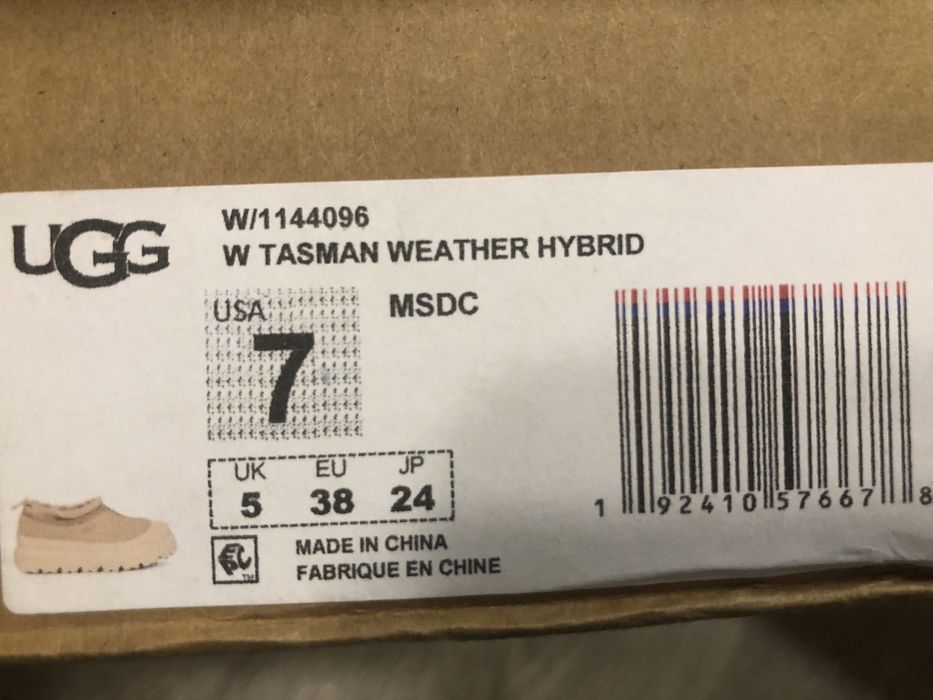 UGG
W/1144096
W TASMAN WEATHER HYBRID
USA
7
MSDC
UK EU JP
5 38 24
MADE IN CHINA
FABRIQUE EN CHINE
1 92410 57667 8